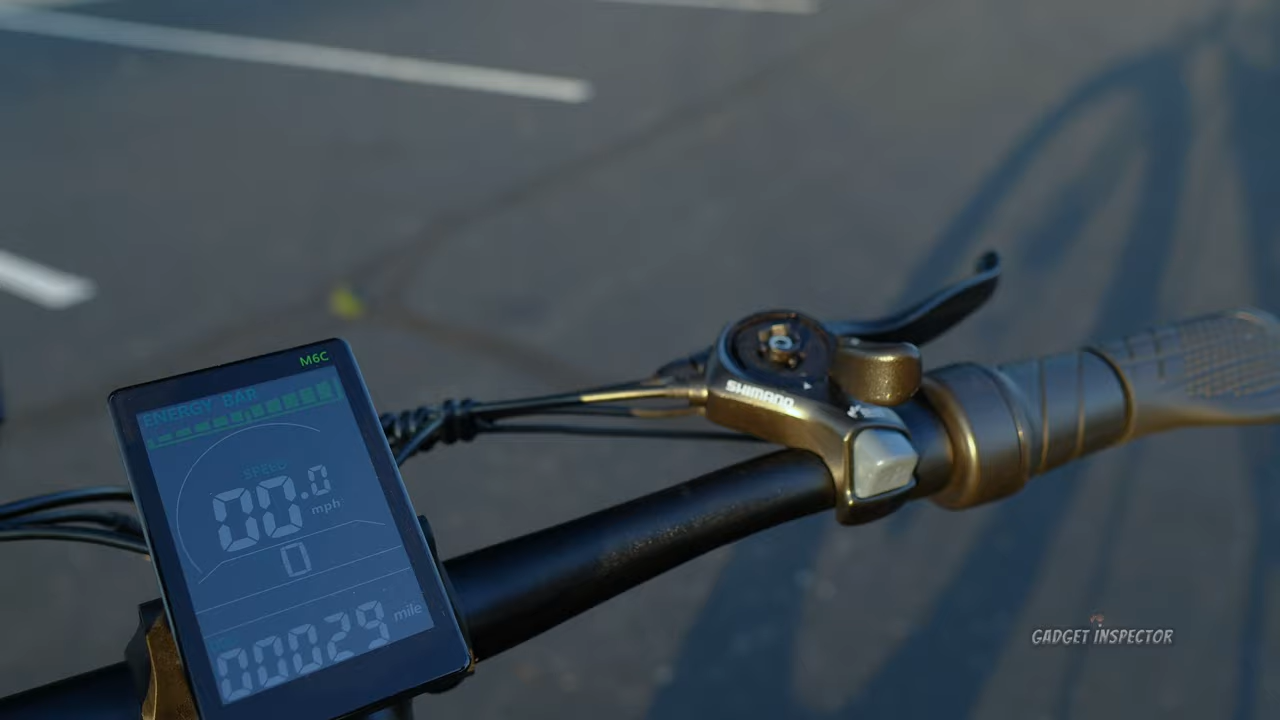 M6C
ENERGY BAR
SPEED
00.0
mph
0
00029 mile
SHIMANO
GADGET INSPECTOR